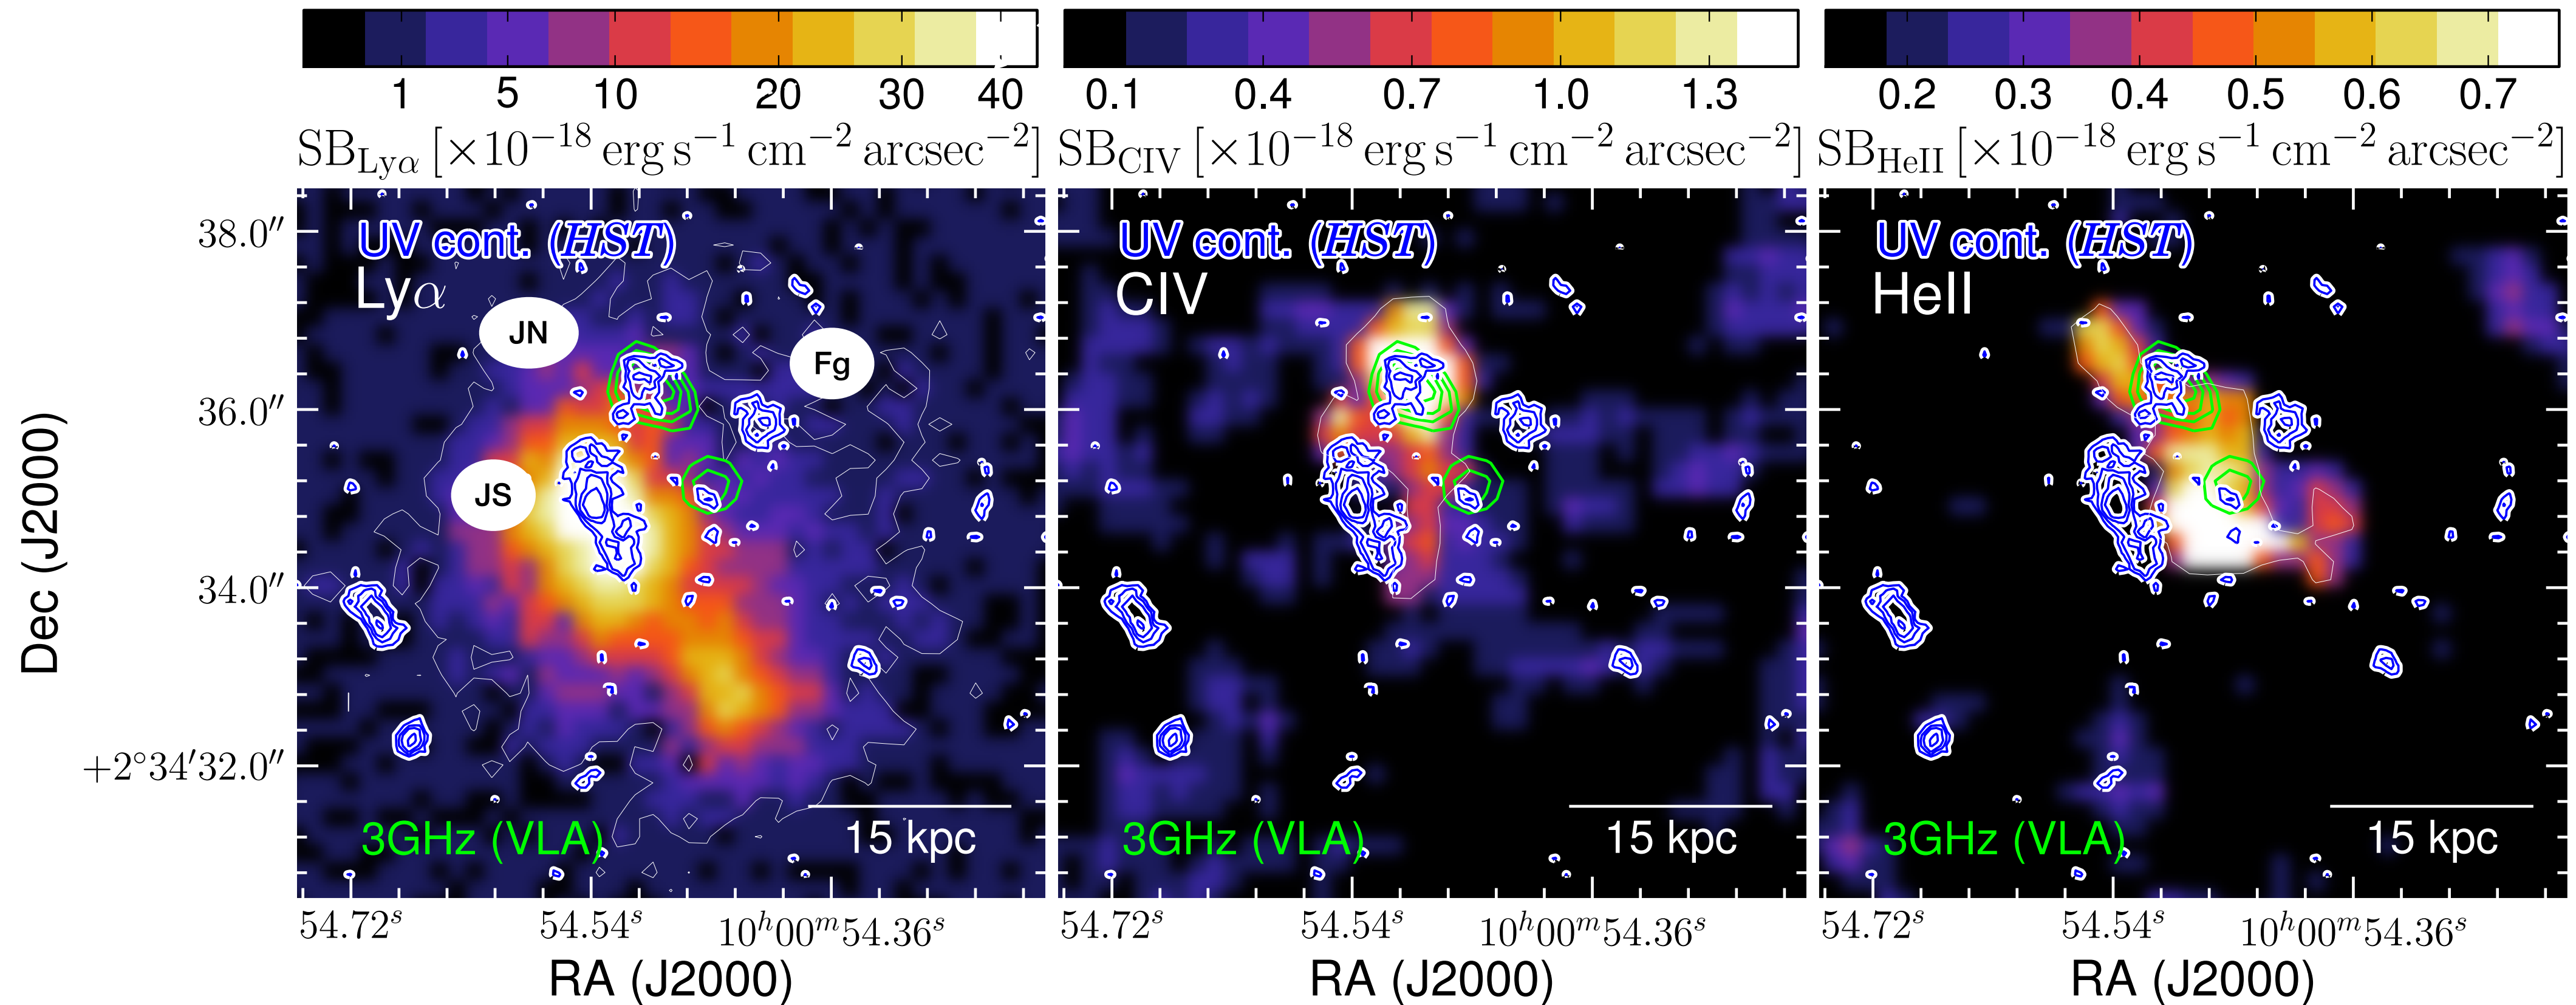 1 5 10 20 30 40
SB_Lyα [×10⁻¹⁸ erg s⁻¹ cm⁻² arcsec⁻²]
0.1 0.4 0.7 1.0 1.3
SB_CIV [×10⁻¹⁸ erg s⁻¹ cm⁻² arcsec⁻²]
0.2 0.3 0.4 0.5 0.6 0.7
SB_HeII [×10⁻¹⁸ erg s⁻¹ cm⁻² arcsec⁻²]
Dec (J2000)
38.0″
36.0″
34.0″
+2°34′32.0″
UV cont. (HST)
Lyα
JN
Fg
JS
3GHz (VLA)
15 kpc
54.72ˢ 54.54ˢ 10ʰ00ᵐ54.36ˢ
RA (J2000)
UV cont. (HST)
CIV
3GHz (VLA)
15 kpc
54.72ˢ 54.54ˢ 10ʰ00ᵐ54.36ˢ
RA (J2000)
UV cont. (HST)
HeII
3GHz (VLA)
15 kpc
54.72ˢ 54.54ˢ 10ʰ00ᵐ54.36ˢ
RA (J2000)